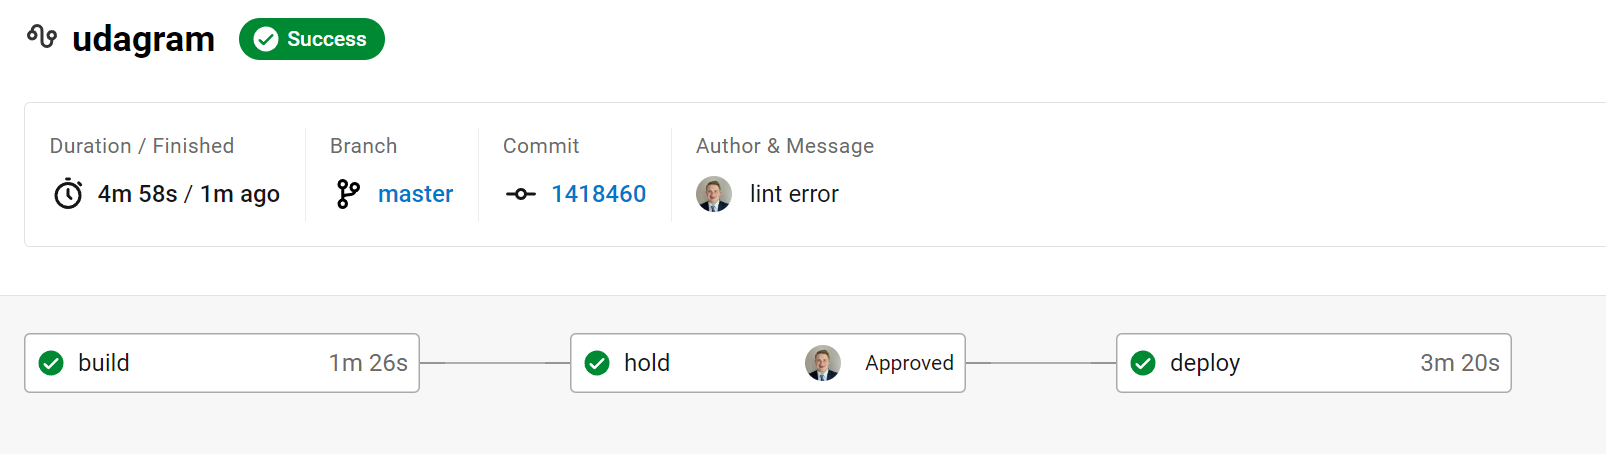 udagram Success
Duration / Finished Branch Commit Author & Message
4m 58s / 1m ago master 1418460 lint error
build 1m 26s hold Approved deploy 3m 20s